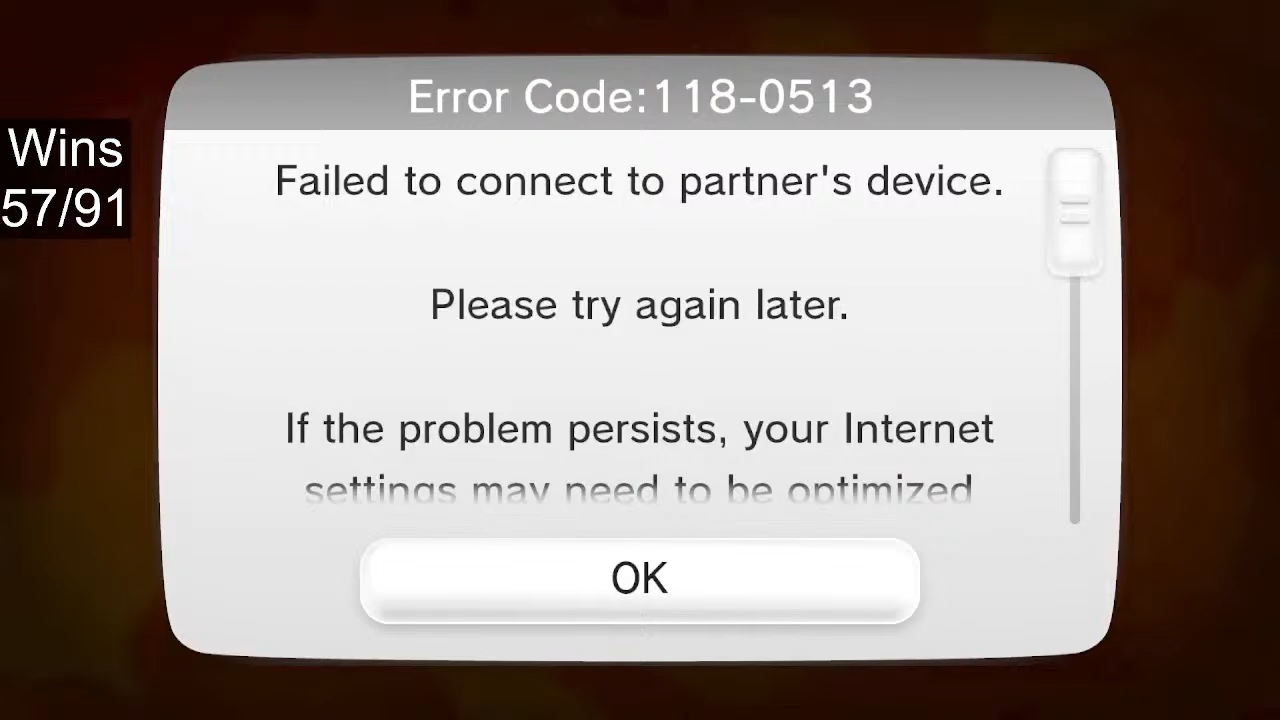 Error Code:118-0513
Wins
57/91
Failed to connect to partner's device.
Please try again later.
If the problem persists, your Internet
settings may need to be optimized
OK